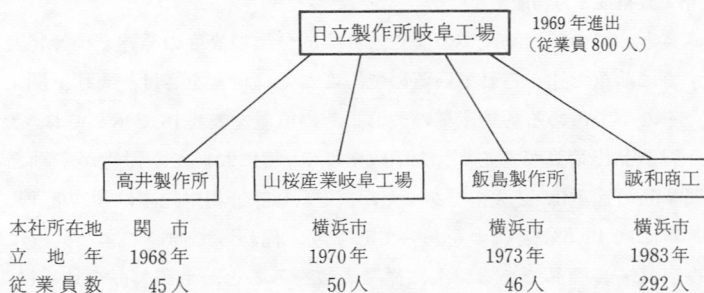 日立製作所岐阜工場
1969年進出
（従業員800人）
高井製作所 山桜産業岐阜工場 飯島製作所 誠和商工
本社所在地 関市 横浜市 横浜市 横浜市
立地年 1968年 1970年 1973年 1983年
従業員数 45人 50人 46人 292人